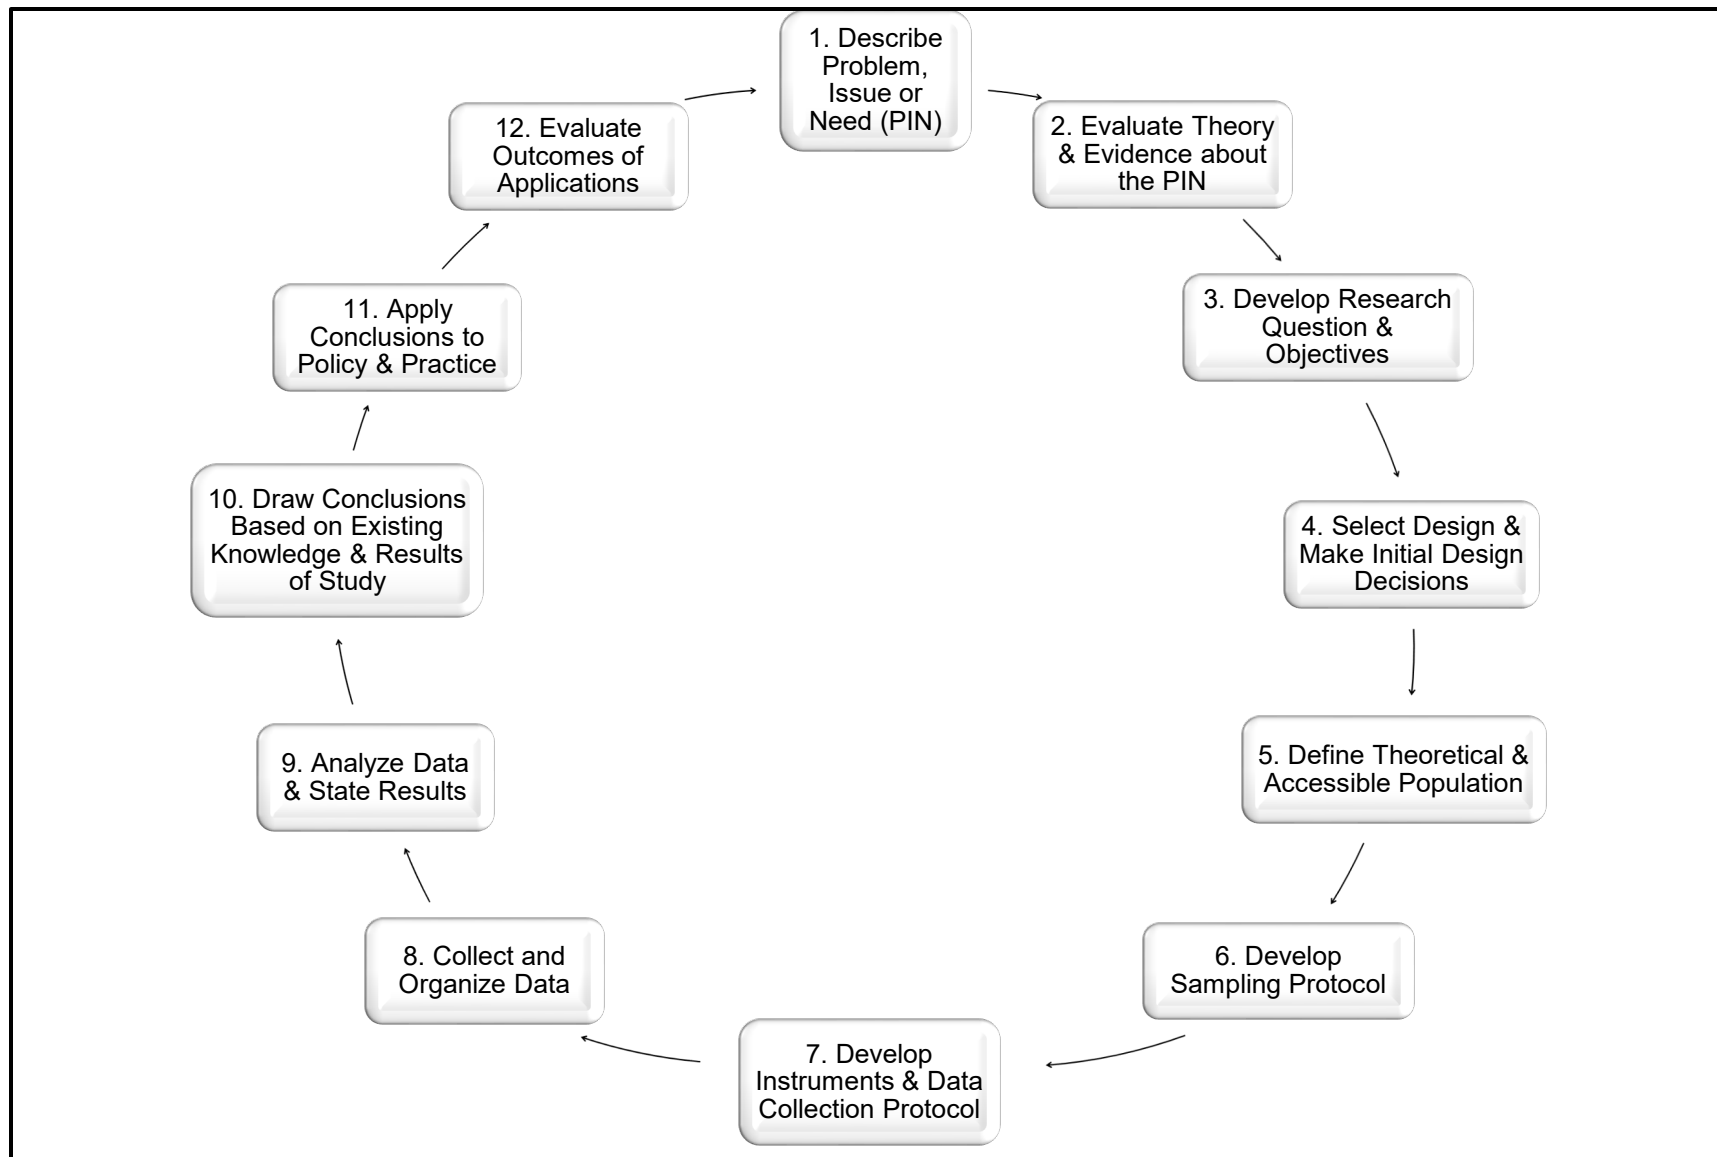 1. Describe
Problem,
Issue or
Need (PIN)
2. Evaluate Theory
& Evidence about
the PIN
3. Develop Research
Question &
Objectives
4. Select Design &
Make Initial Design
Decisions
5. Define Theoretical &
Accessible Population
6. Develop
Sampling Protocol
7. Develop
Instruments & Data
Collection Protocol
8. Collect and
Organize Data
9. Analyze Data
& State Results
10. Draw Conclusions
Based on Existing
Knowledge & Results
of Study
11. Apply
Conclusions to
Policy & Practice
12. Evaluate
Outcomes of
Applications